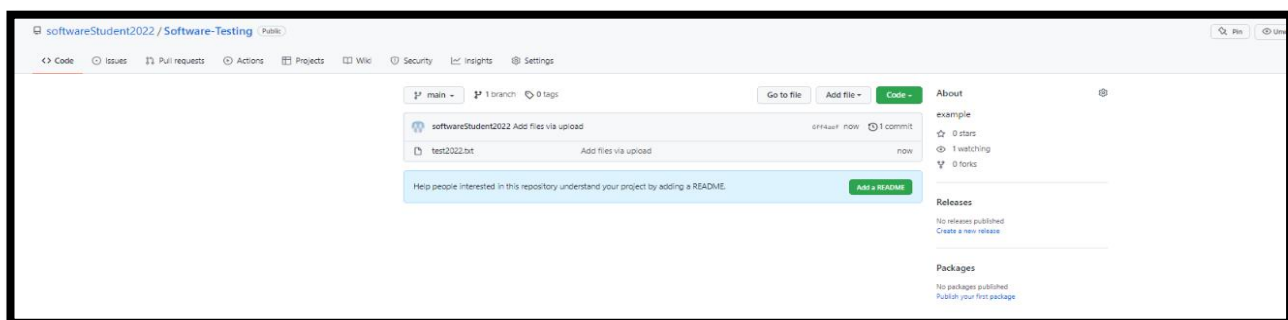 softwareStudent2022 / Software-Testing Public
Pin
<> Code Issues Pull requests Actions Projects Wiki Security Insights Settings
main 1 branch 0 tags Go to file Add file Code
softwareStudent2022 Add files via upload now 1 commit
test2022.txt Add files via upload now
Help people interested in this repository understand your project by adding a README. Add a README
About
example
0 stars
1 watching
0 forks
Releases
No releases published
Create a new release
Packages
No packages published
Publish your first package